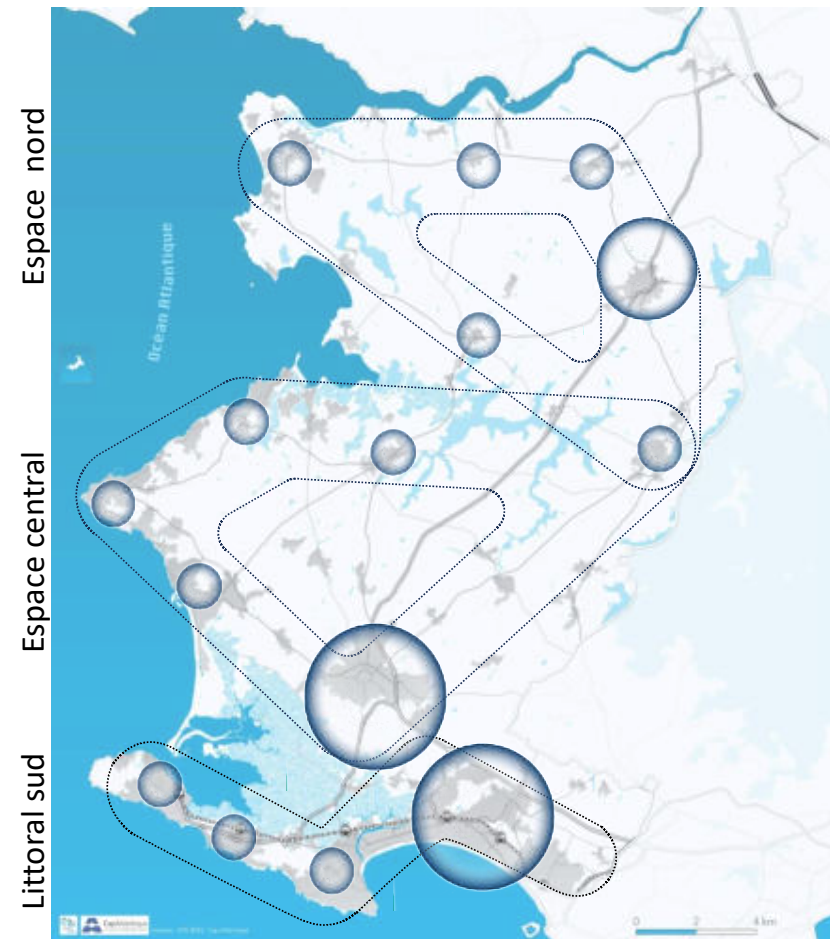 Espace nord
Océan Atlantique
Espace central
Littoral sud
0 2 4 km